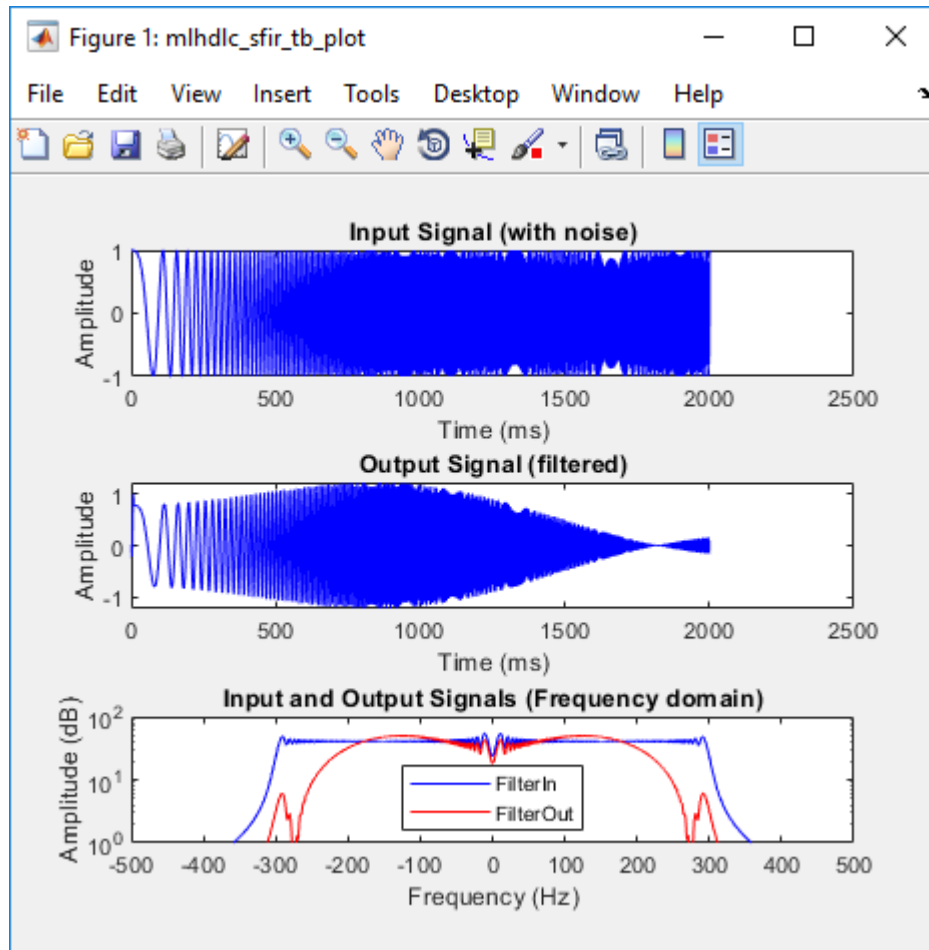 Figure 1: mlhdlc_sfir_tb_plot
File Edit View Insert Tools Desktop Window Help
Input Signal (with noise)
Amplitude
1
0
-1
0 500 1000 1500 2000 2500
Time (ms)
Output Signal (filtered)
Amplitude
1
0
-1
0 500 1000 1500 2000 2500
Time (ms)
Input and Output Signals (Frequency domain)
Amplitude (dB)
10^2
10^1
10^0
FilterIn
FilterOut
-500 -400 -300 -200 -100 0 100 200 300 400 500
Frequency (Hz)